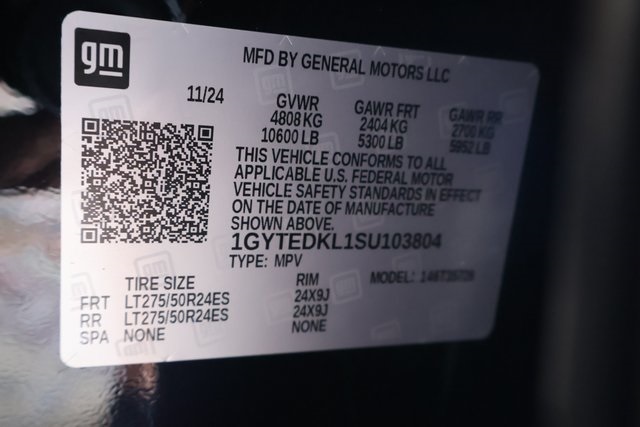 gm
MFD BY GENERAL MOTORS LLC
11/24 GVWR GAWR FRT GAWR RR
4808 KG 2404 KG 2700 KG
10600 LB 5300 LB 5952 LB
THIS VEHICLE CONFORMS TO ALL
APPLICABLE U.S. FEDERAL MOTOR
VEHICLE SAFETY STANDARDS IN EFFECT
ON THE DATE OF MANUFACTURE
SHOWN ABOVE.
1GYTEDKL1SU103804
TYPE: MPV MODEL:
TIRE SIZE RIM
FRT LT275/50R24ES 24X9J
RR LT275/50R24ES 24X9J
SPA NONE NONE